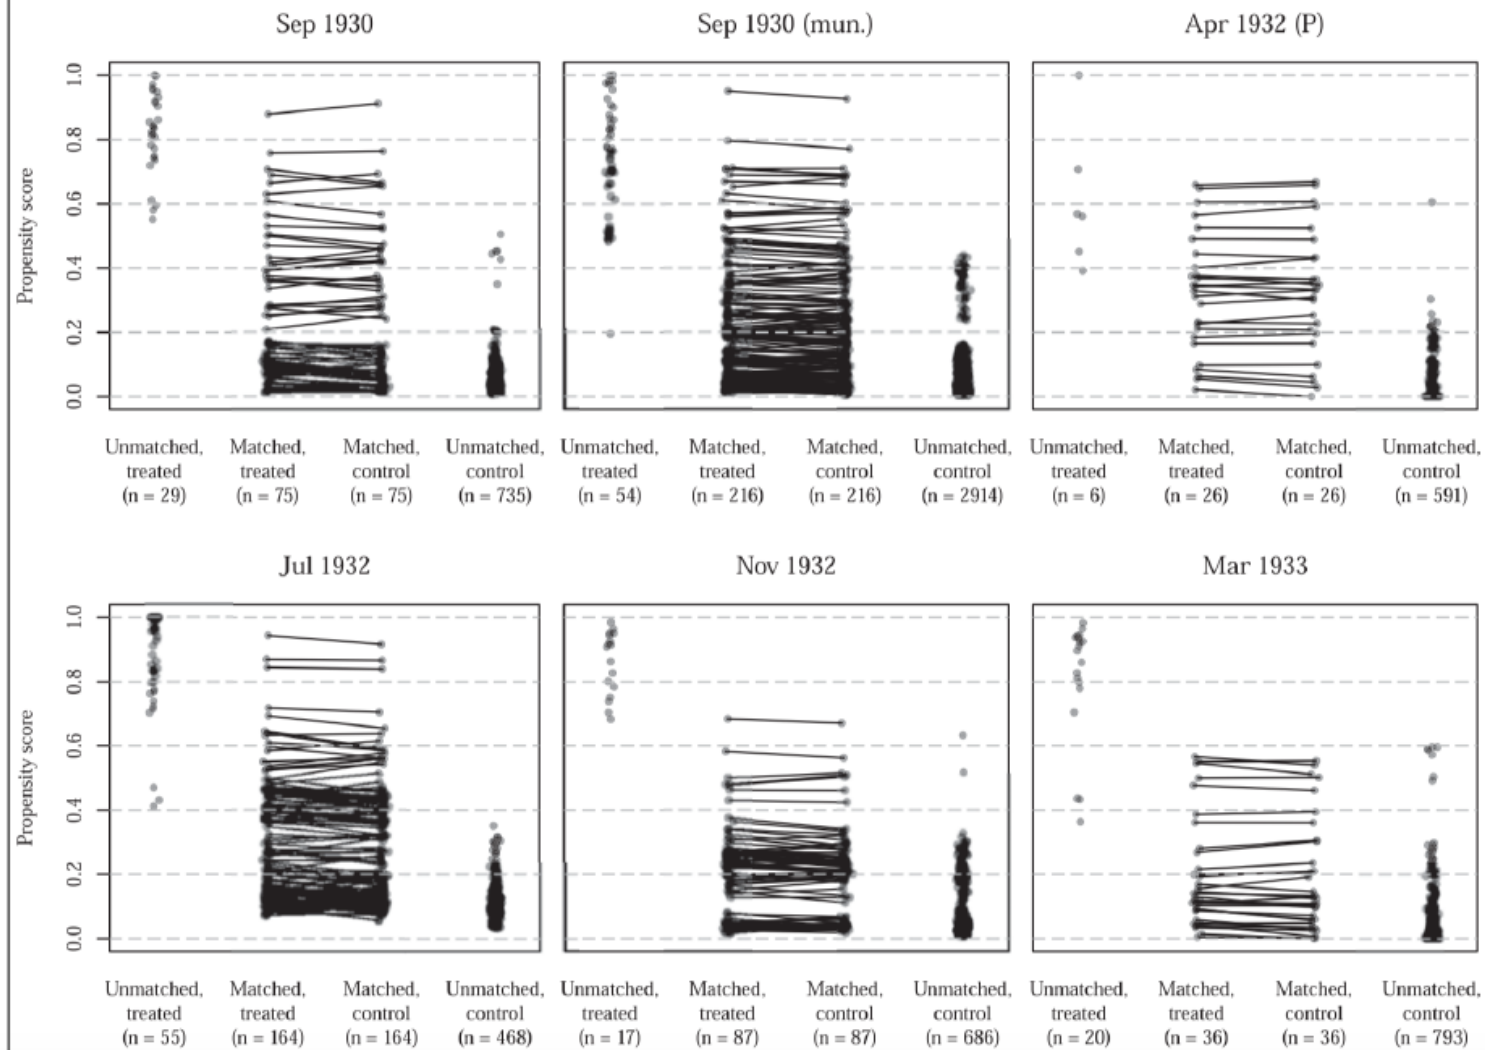 Sep 1930
Sep 1930 (mun.)
Apr 1932 (P)
Propensity score
1.0
0.8
0.6
0.4
0.2
0.0
Unmatched, treated (n = 29)
Matched, treated (n = 75)
Matched, control (n = 75)
Unmatched, control (n = 735)
Unmatched, treated (n = 54)
Matched, treated (n = 216)
Matched, control (n = 216)
Unmatched, control (n = 2914)
Unmatched, treated (n = 6)
Matched, treated (n = 26)
Matched, control (n = 26)
Unmatched, control (n = 591)
Jul 1932
Nov 1932
Mar 1933
Propensity score
1.0
0.8
0.6
0.4
0.2
0.0
Unmatched, treated (n = 55)
Matched, treated (n = 164)
Matched, control (n = 164)
Unmatched, control (n = 468)
Unmatched, treated (n = 17)
Matched, treated (n = 87)
Matched, control (n = 87)
Unmatched, control (n = 686)
Unmatched, treated (n = 20)
Matched, treated (n = 36)
Matched, control (n = 36)
Unmatched, control (n = 793)